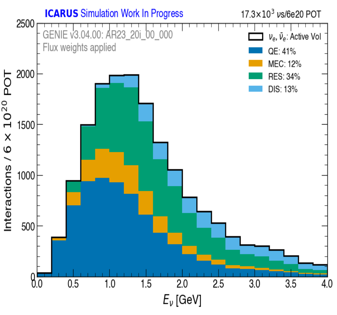 ICARUS Simulation Work In Progress
17.3×10³ νs/6e20 POT
GENIE v3.04.00: AR23_20i_00_000
Flux weights applied
νₑ, ν̄ₑ: Active Vol
QE: 41%
MEC: 12%
RES: 34%
DIS: 13%
Interactions / 6 × 10²⁰ POT
2500
2000
1500
1000
500
0
0.0 0.5 1.0 1.5 2.0 2.5 3.0 3.5 4.0
Eν [GeV]